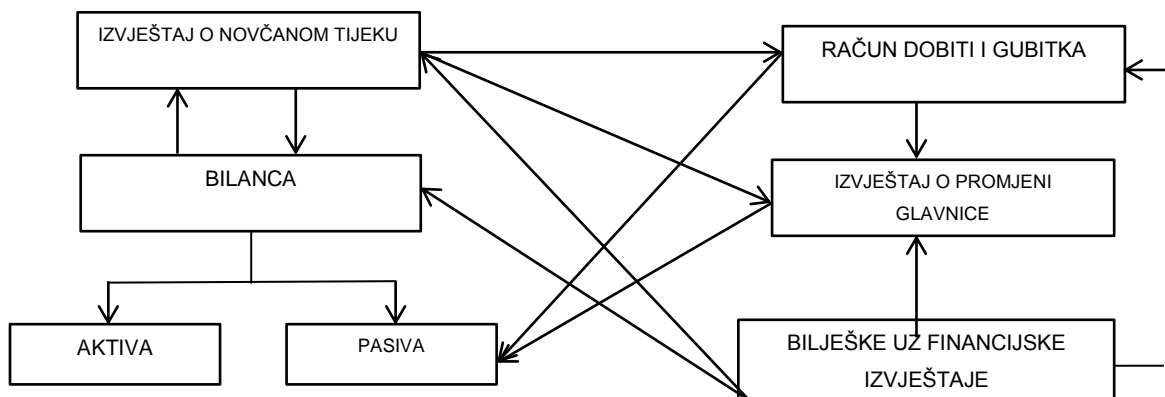 IZVJEŠTAJ O NOVČANOM TIJEKU
RAČUN DOBITI I GUBITKA
BILANCA
IZVJEŠTAJ O PROMJENI
GLAVNICE
AKTIVA
PASIVA
BILJEŠKE UZ FINANCIJSKE
IZVJEŠTAJE